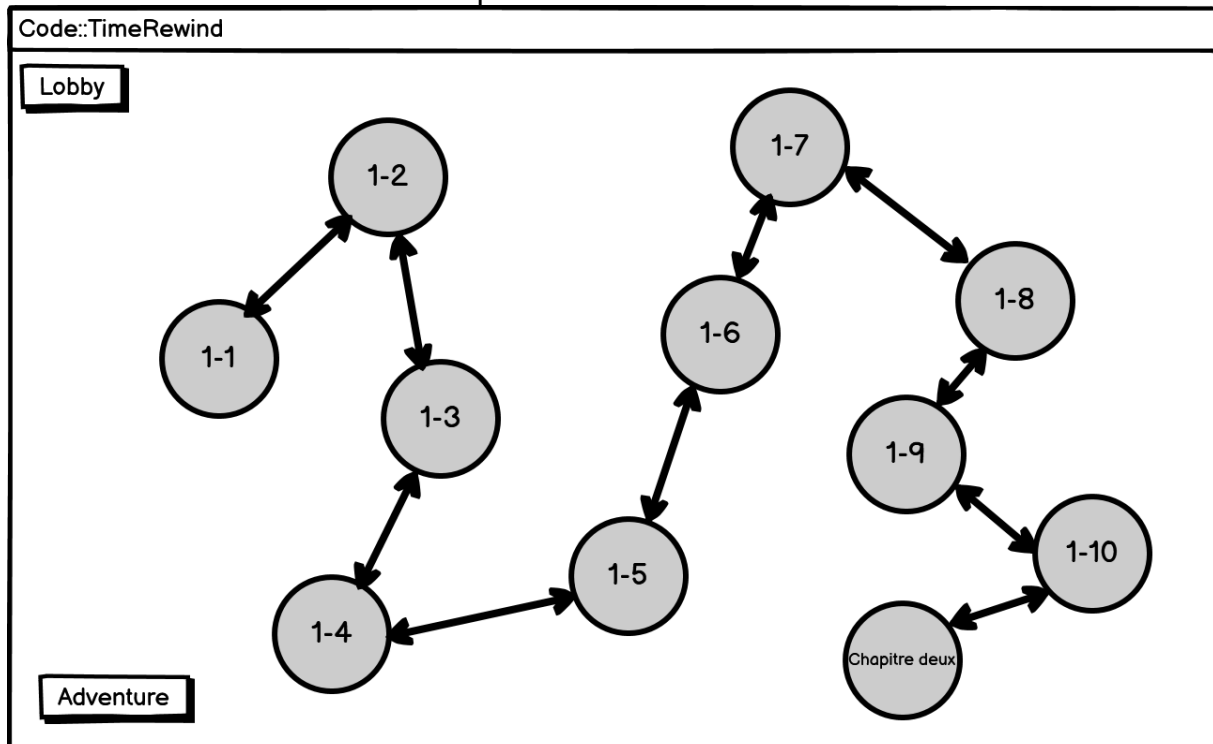 Code::TimeRewind
Lobby
1-1
1-2
1-3
1-4
1-5
1-6
1-7
1-8
1-9
1-10
Chapitre deux
Adventure